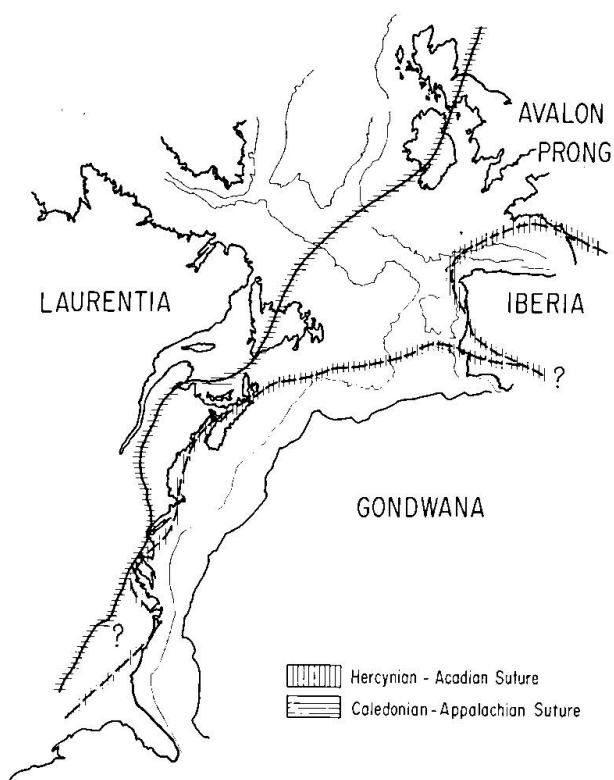 AVALON
PRONG
LAURENTIA
IBERIA
?
GONDWANA
?
Hercynian - Acadian Suture
Caledonian - Appalachian Suture